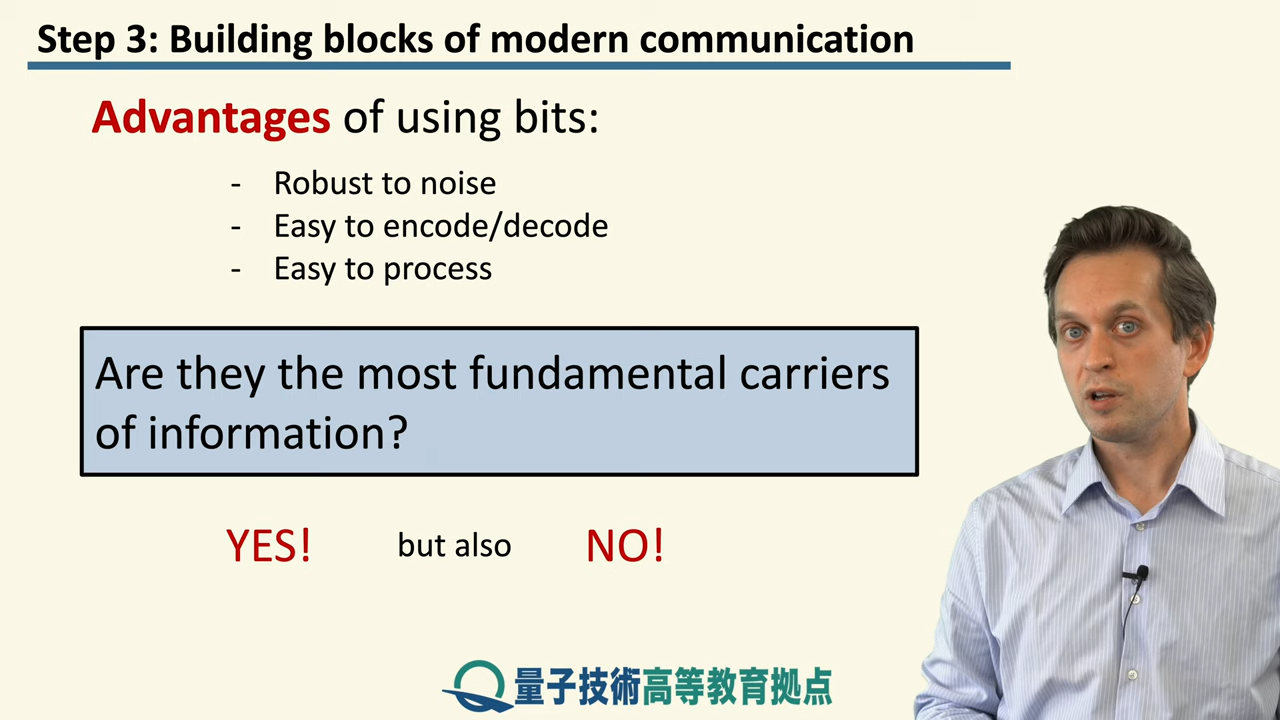 Step 3: Building blocks of modern communication
Advantages of using bits:
- Robust to noise
- Easy to encode/decode
- Easy to process
Are they the most fundamental carriers
of information?
YES! but also NO!
量子技術高等教育拠点